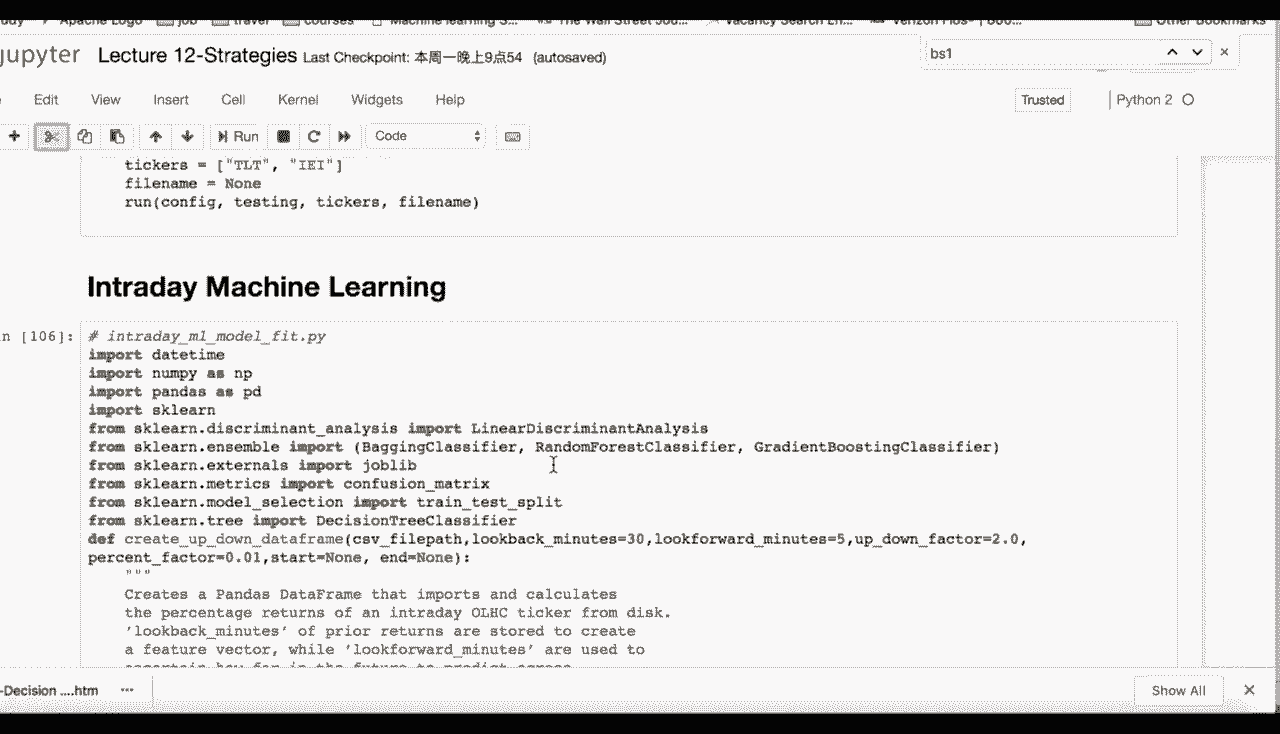 Apache Logo job travel courses Machine learning S... The Wall Street Jou... Vacancy Search En... Verizon Fios- | 800... Other Bookmarks
jupyter Lecture 12-Strategies Last Checkpoint: 本周一晚上9点54 (autosaved)
bs1
Edit View Insert Cell Kernel Widgets Help
Trusted Python 2
Run Code
tickers = ["TLT", "IEI"]
filename = None
run(config, testing, tickers, filename)
Intraday Machine Learning
n [106]: # intraday_ml_model_fit.py
import datetime
import numpy as np
import pandas as pd
import sklearn
from sklearn.discriminant_analysis import LinearDiscriminantAnalysis
from sklearn.ensemble import (BaggingClassifier, RandomForestClassifier, GradientBoostingClassifier)
from sklearn.externals import joblib
from sklearn.metrics import confusion_matrix
from sklearn.model_selection import train_test_split
from sklearn.tree import DecisionTreeClassifier
def create_up_down_dataframe(csv_filepath,lookback_minutes=30,lookforward_minutes=5,up_down_factor=2.0,
percent_factor=0.01,start=None, end=None):
"""
Creates a Pandas DataFrame that imports and calculates
the percentage returns of an intraday OLHC ticker from disk.
'lookback_minutes' of prior returns are stored to create
a feature vector, while 'lookforward_minutes' are used to
-Decision ....htm
Show All